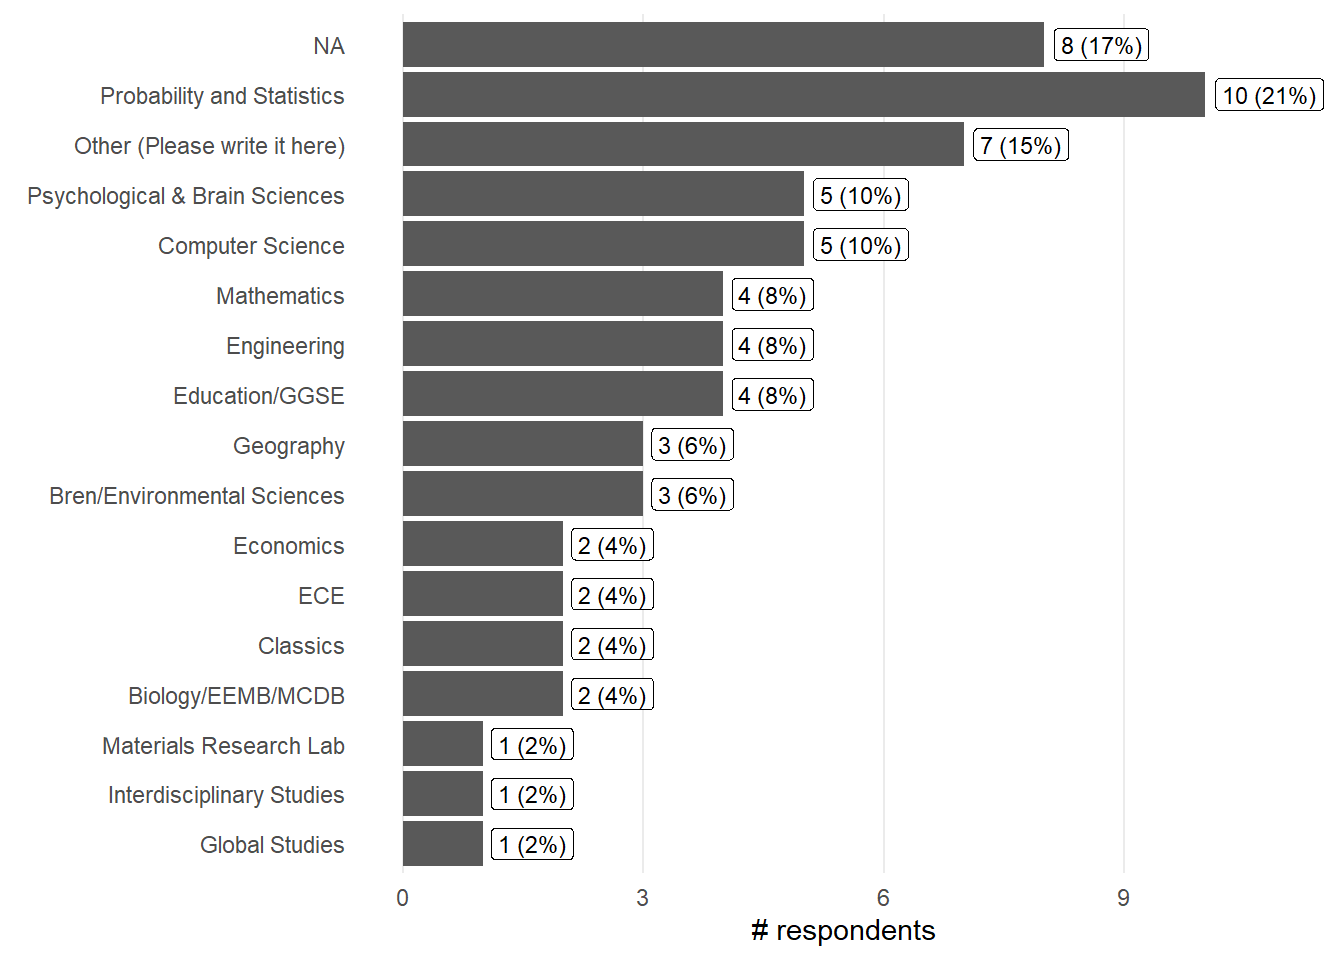 NA 8 (17%)
Probability and Statistics 10 (21%)
Other (Please write it here) 7 (15%)
Psychological & Brain Sciences 5 (10%)
Computer Science 5 (10%)
Mathematics 4 (8%)
Engineering 4 (8%)
Education/GGSE 4 (8%)
Geography 3 (6%)
Bren/Environmental Sciences 3 (6%)
Economics 2 (4%)
ECE 2 (4%)
Classics 2 (4%)
Biology/EEMB/MCDB 2 (4%)
Materials Research Lab 1 (2%)
Interdisciplinary Studies 1 (2%)
Global Studies 1 (2%)
0 3 6 9
# respondents